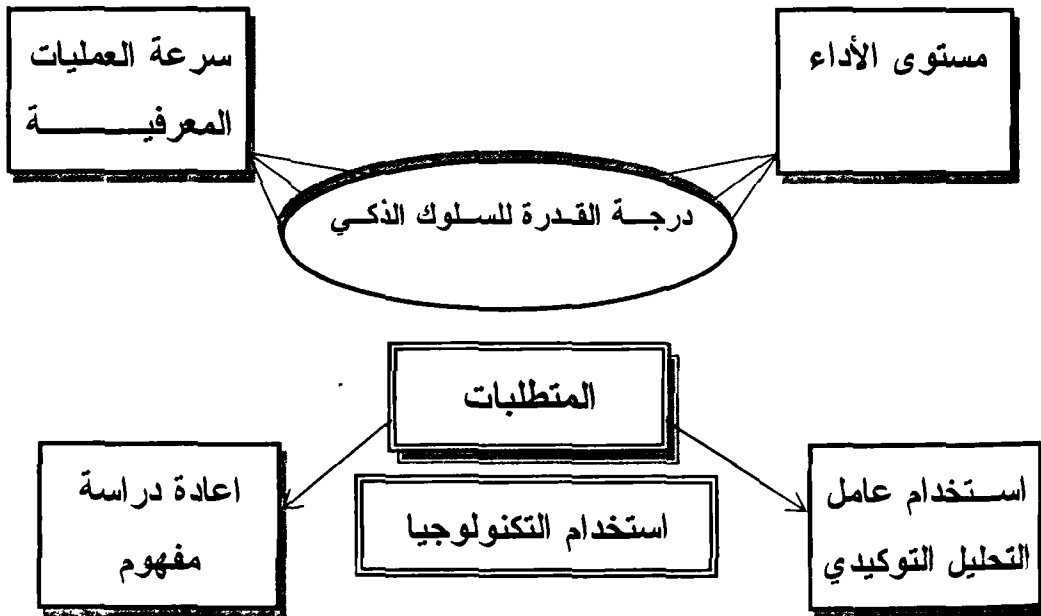 مستوى الأداء
سرعة العمليات
المعرفية
درجة القدرة للسلوك الذكي
المتطلبات
استخدام عامل
التحليل التوكيدي
استخدام التكنولوجيا
اعادة دراسة
مفهوم